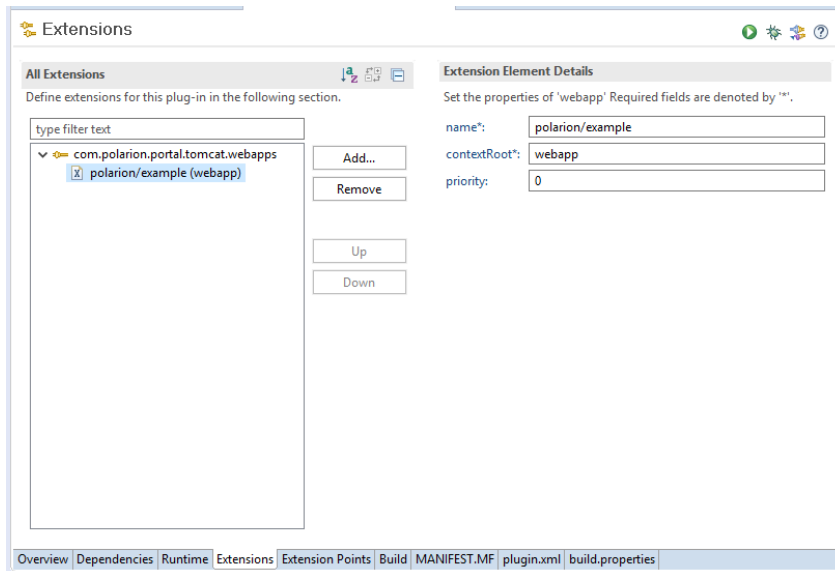 Extensions
All Extensions
Define extensions for this plug-in in the following section.
type filter text
com.polarion.portal.tomcat.webapps
polarion/example (webapp)
Add...
Remove
Up
Down
Extension Element Details
Set the properties of 'webapp' Required fields are denoted by '*'.
name*: polarion/example
contextRoot*: webapp
priority: 0
Overview Dependencies Runtime Extensions Extension Points Build MANIFEST.MF plugin.xml build.properties